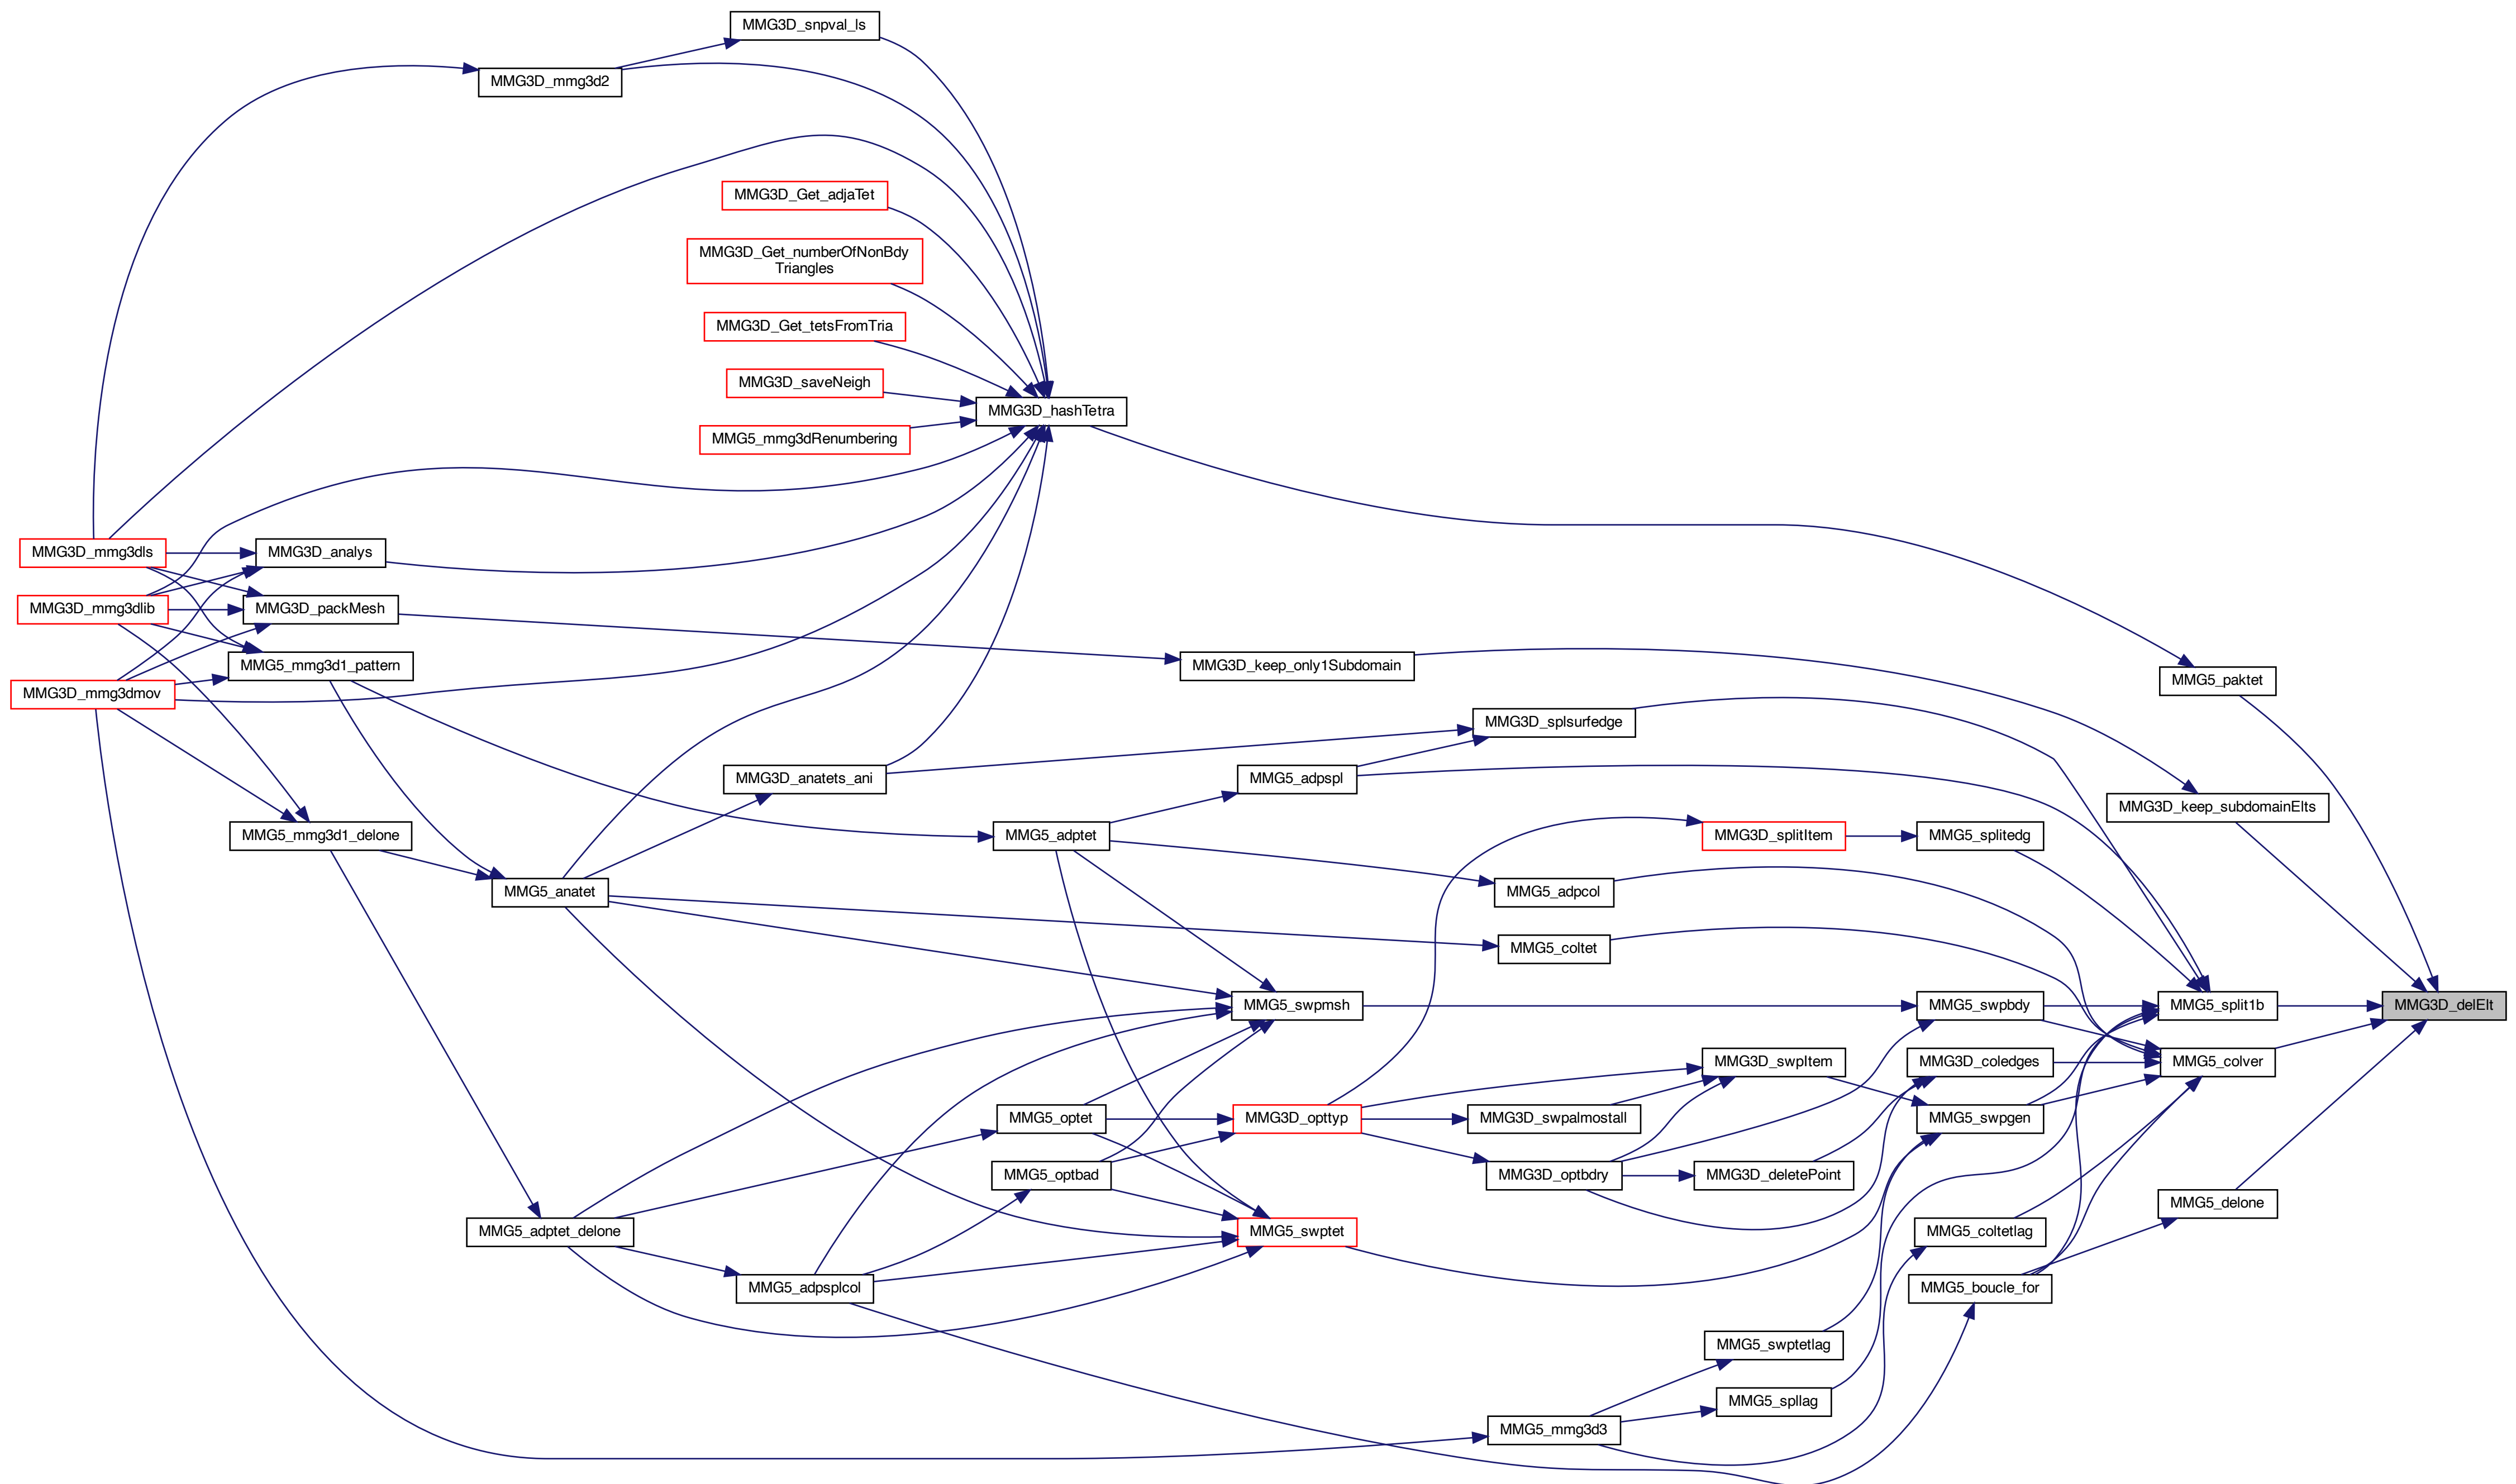 MMG3D_snpval_ls
MMG3D_mmg3d2
MMG3D_Get_adjaTet
MMG3D_Get_numberOfNonBdy
Triangles
MMG3D_Get_tetsFromTria
MMG3D_saveNeigh
MMG3D_hashTetra
MMG5_mmg3dRenumbering
MMG3D_mmg3dls
MMG3D_analys
MMG3D_mmg3dlib
MMG3D_packMesh
MMG5_mmg3d1_pattern
MMG3D_keep_only1Subdomain
MMG5_paktet
MMG3D_mmg3dmov
MMG3D_splsurfedge
MMG3D_anatets_ani
MMG5_adpspl
MMG3D_keep_subdomainElts
MMG5_mmg3d1_delone
MMG5_adptet
MMG3D_splitItem
MMG5_splitedg
MMG5_anatet
MMG5_adpcol
MMG5_coltet
MMG5_swpmsh
MMG5_swpbdy
MMG5_split1b
MMG3D_delElt
MMG3D_swpItem
MMG3D_coledges
MMG5_colver
MMG5_optet
MMG3D_opttyp
MMG3D_swpalmostall
MMG5_swpgen
MMG5_optbad
MMG3D_optbdry
MMG3D_deletePoint
MMG5_delone
MMG5_adptet_delone
MMG5_swptet
MMG5_coltetlag
MMG5_adpsplcol
MMG5_boucle_for
MMG5_swptetlag
MMG5_spllag
MMG5_mmg3d3